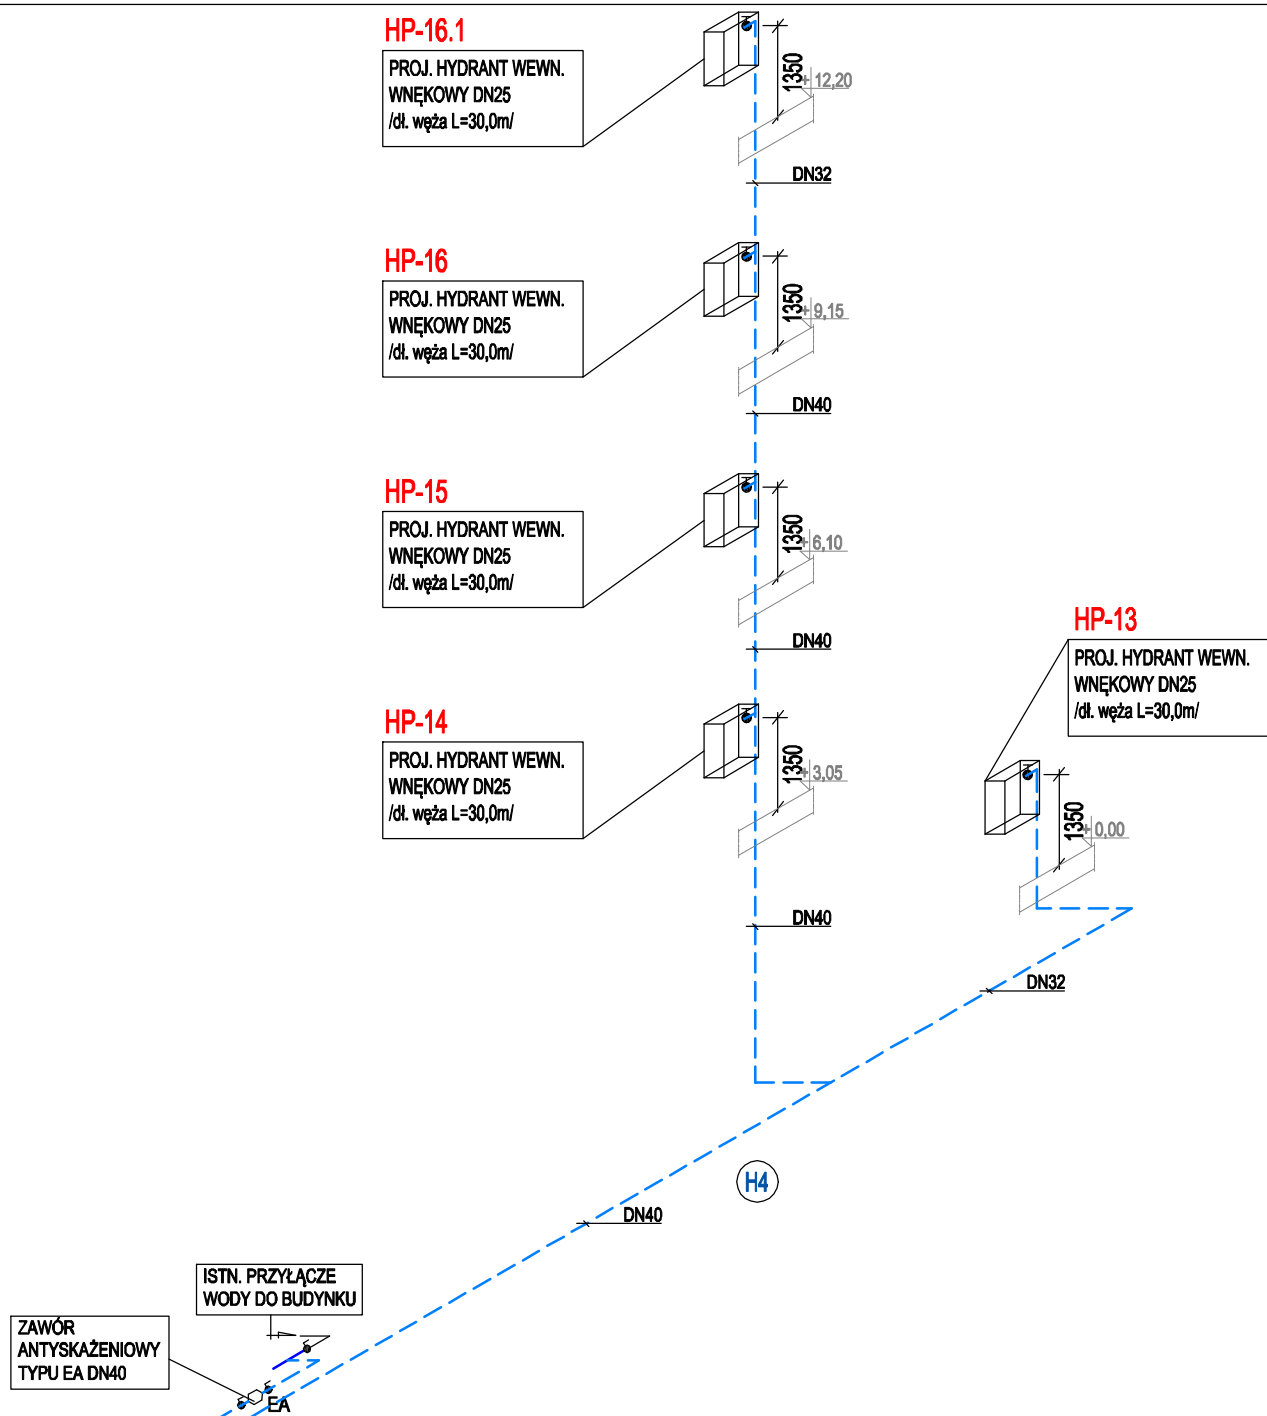 HP-16.1
PROJ. HYDRANT WEWN.
WNĘKOWY DN25
/dł. węża L=30,0m/
1350
+12,20
DN32
HP-16
PROJ. HYDRANT WEWN.
WNĘKOWY DN25
/dł. węża L=30,0m/
1350
+9,15
DN40
HP-15
PROJ. HYDRANT WEWN.
WNĘKOWY DN25
/dł. węża L=30,0m/
1350
+6,10
DN40
HP-13
PROJ. HYDRANT WEWN.
WNĘKOWY DN25
/dł. węża L=30,0m/
1350
+0,00
HP-14
PROJ. HYDRANT WEWN.
WNĘKOWY DN25
/dł. węża L=30,0m/
1350
+3,05
DN40
DN32
H4
DN40
ISTN. PRZYŁĄCZE
WODY DO BUDYNKU
ZAWÓR
ANTYSKAŻENIOWY
TYPU EA DN40
EA